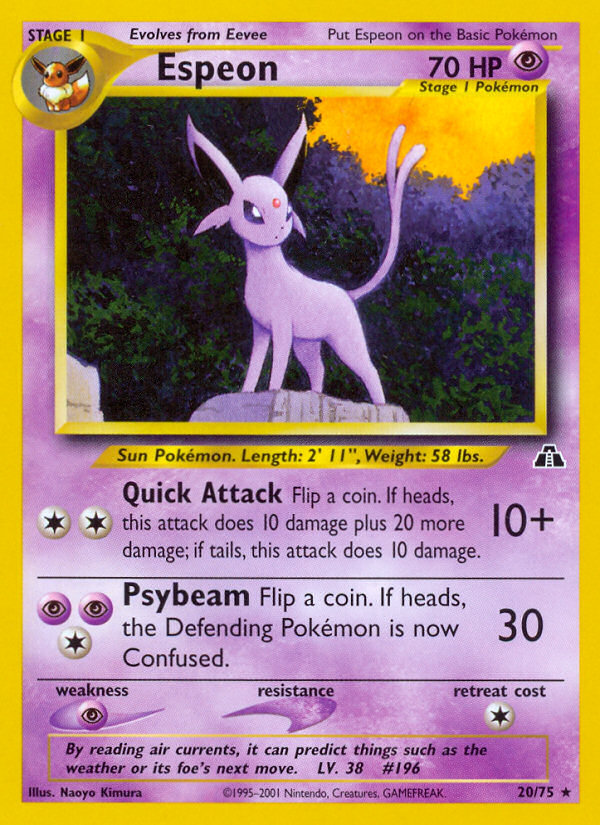 STAGE 1 Evolves from Eevee Put Espeon on the Basic Pokémon
Espeon 70 HP
Stage 1 Pokémon
Sun Pokémon. Length: 2' 11", Weight: 58 lbs.
Quick Attack Flip a coin. If heads,
this attack does 10 damage plus 20 more
damage; if tails, this attack does 10 damage.
10+
Psybeam Flip a coin. If heads,
the Defending Pokémon is now
Confused.
30
weakness resistance retreat cost
By reading air currents, it can predict things such as the
weather or its foe's next move. LV. 38 #196
Illus. Naoyo Kimura ©1995-2001 Nintendo, Creatures, GAMEFREAK. 20/75 ★